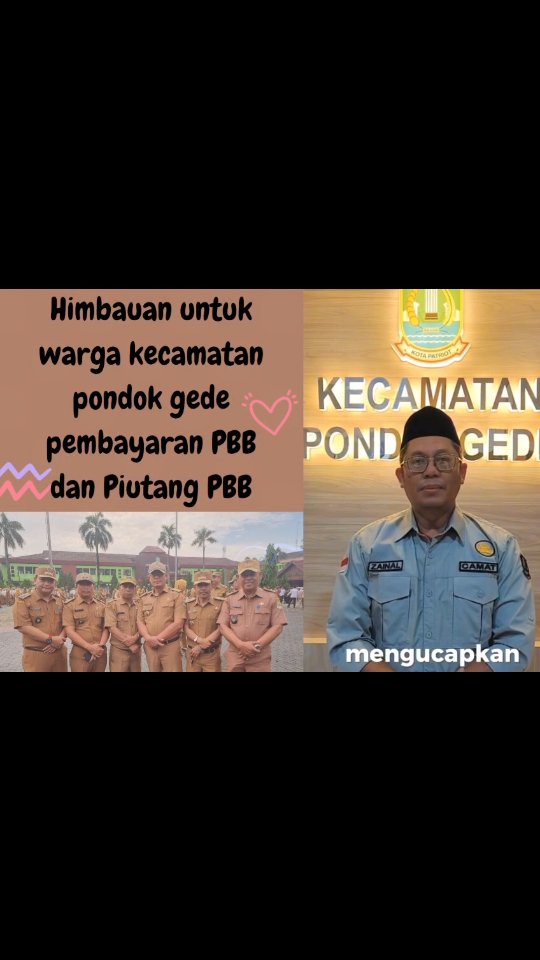 Himbauan untuk
warga kecamatan
pondok gede
pembayaran PBB
dan Piutang PBB
KOTA PATRIOT
KECAMATAN
PONDOK GEDE
ZAINAL
CAMAT
mengucapkan